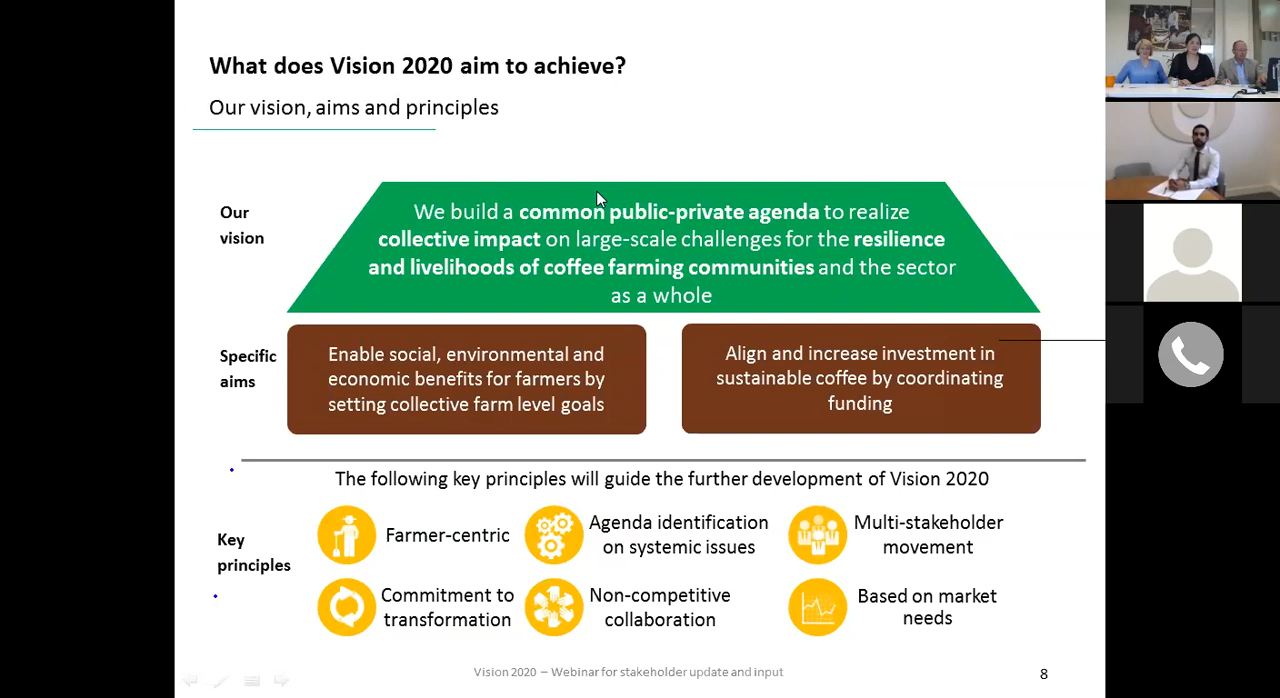 What does Vision 2020 aim to achieve?
Our vision, aims and principles
Our
vision
We build a common public-private agenda to realize
collective impact on large-scale challenges for the resilience
and livelihoods of coffee farming communities and the sector
as a whole
Specific
aims
Enable social, environmental and
economic benefits for farmers by
setting collective farm level goals
Align and increase investment in
sustainable coffee by coordinating
funding
The following key principles will guide the further development of Vision 2020
Key
principles
Farmer-centric
Agenda identification
on systemic issues
Multi-stakeholder
movement
Commitment to
transformation
Non-competitive
collaboration
Based on market
needs
Vision 2020 – Webinar for stakeholder update and input
8